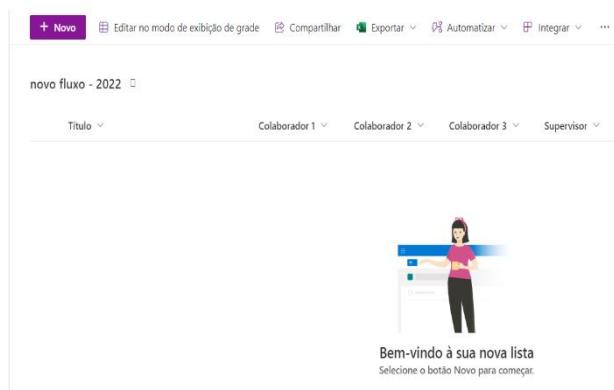 + Novo Editar no modo de exibição de grade Compartilhar Exportar Automatizar Integrar ...
novo fluxo - 2022
Título Colaborador 1 Colaborador 2 Colaborador 3 Supervisor
Bem-vindo à sua nova lista
Selecione o botão Novo para começar.